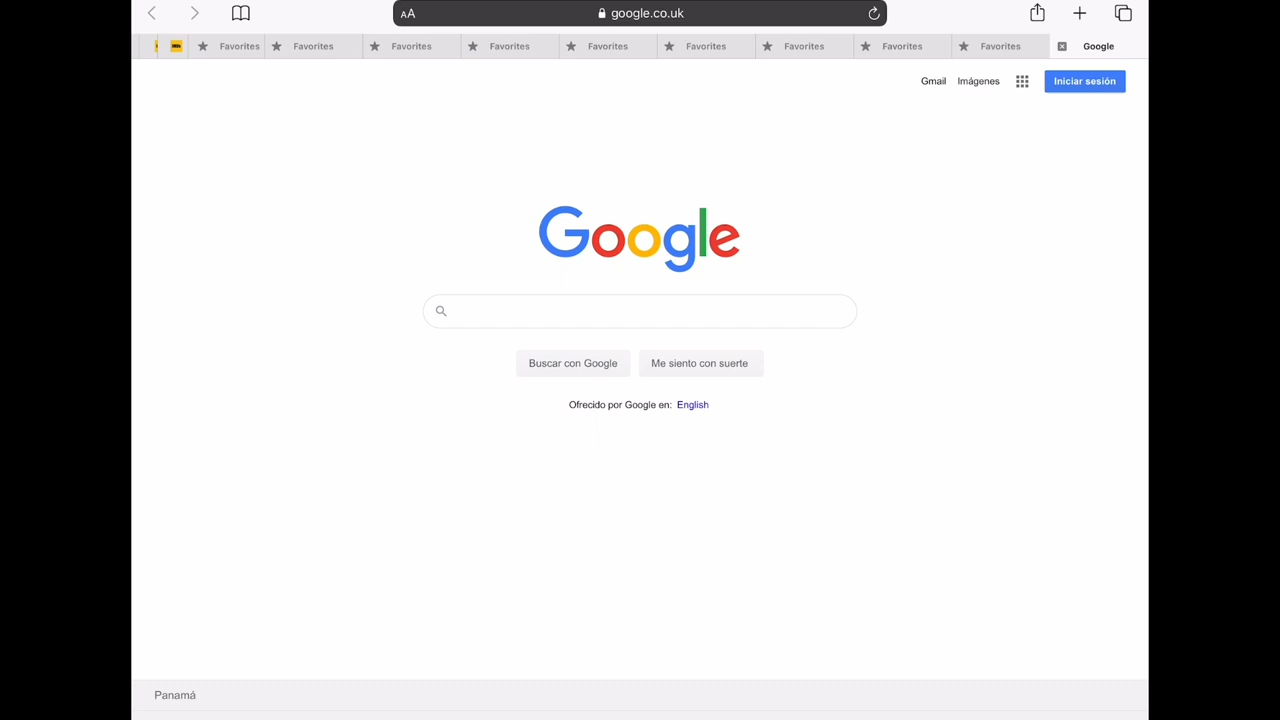 AA google.co.uk
Favorites Favorites Favorites Favorites Favorites Favorites Favorites Favorites Favorites Google
Gmail Imágenes Iniciar sesión
Google
Buscar con Google Me siento con suerte
Ofrecido por Google en: English
Panamá